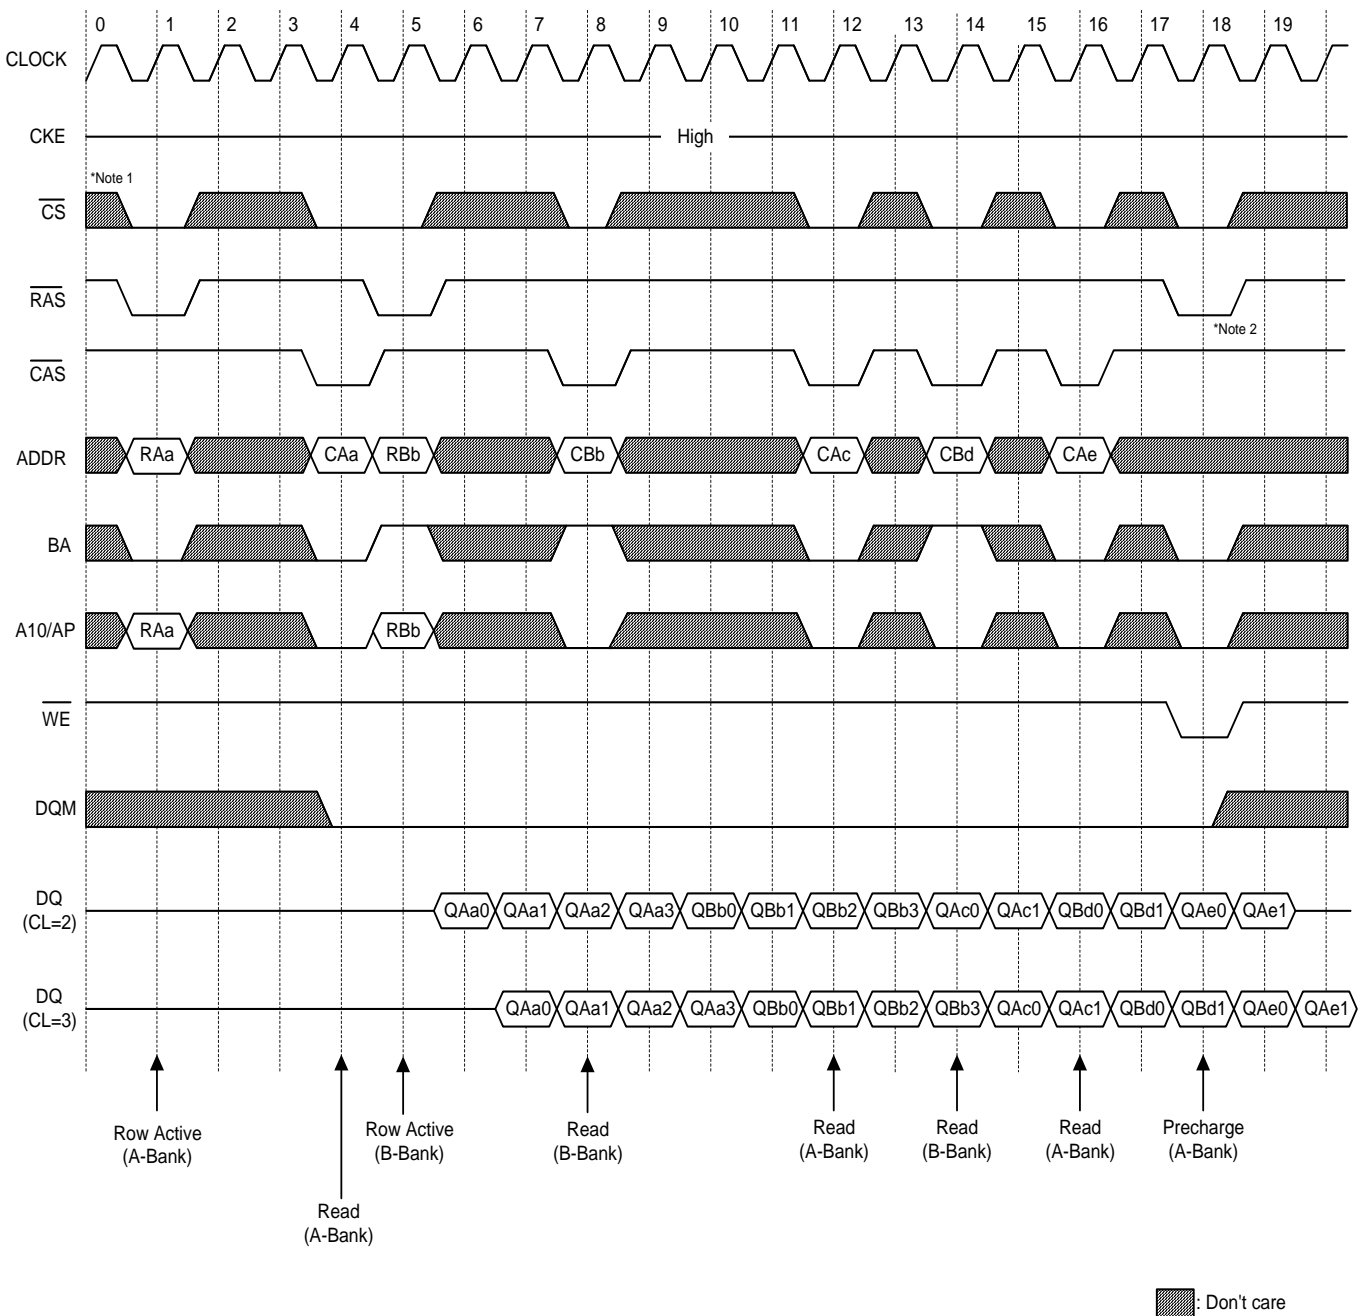 0 1 2 3 4 5 6 7 8 9 10 11 12 13 14 15 16 17 18 19
CLOCK
CKE High
*Note 1
CS
RAS
*Note 2
CAS
ADDR RAa CAa RBb CBb CAc CBd CAe
BA
A10/AP RAa RBb
WE
DQM
DQ
(CL=2)
QAa0 QAa1 QAa2 QAa3 QBb0 QBb1 QBb2 QBb3 QAc0 QAc1 QBd0 QBd1 QAe0 QAe1
DQ
(CL=3)
QAa0 QAa1 QAa2 QAa3 QBb0 QBb1 QBb2 QBb3 QAc0 QAc1 QBd0 QBd1 QAe0 QAe1
Row Active
(A-Bank)
Read
(A-Bank)
Row Active
(B-Bank)
Read
(B-Bank)
Read
(A-Bank)
Read
(B-Bank)
Read
(A-Bank)
Precharge
(A-Bank)
: Don't care